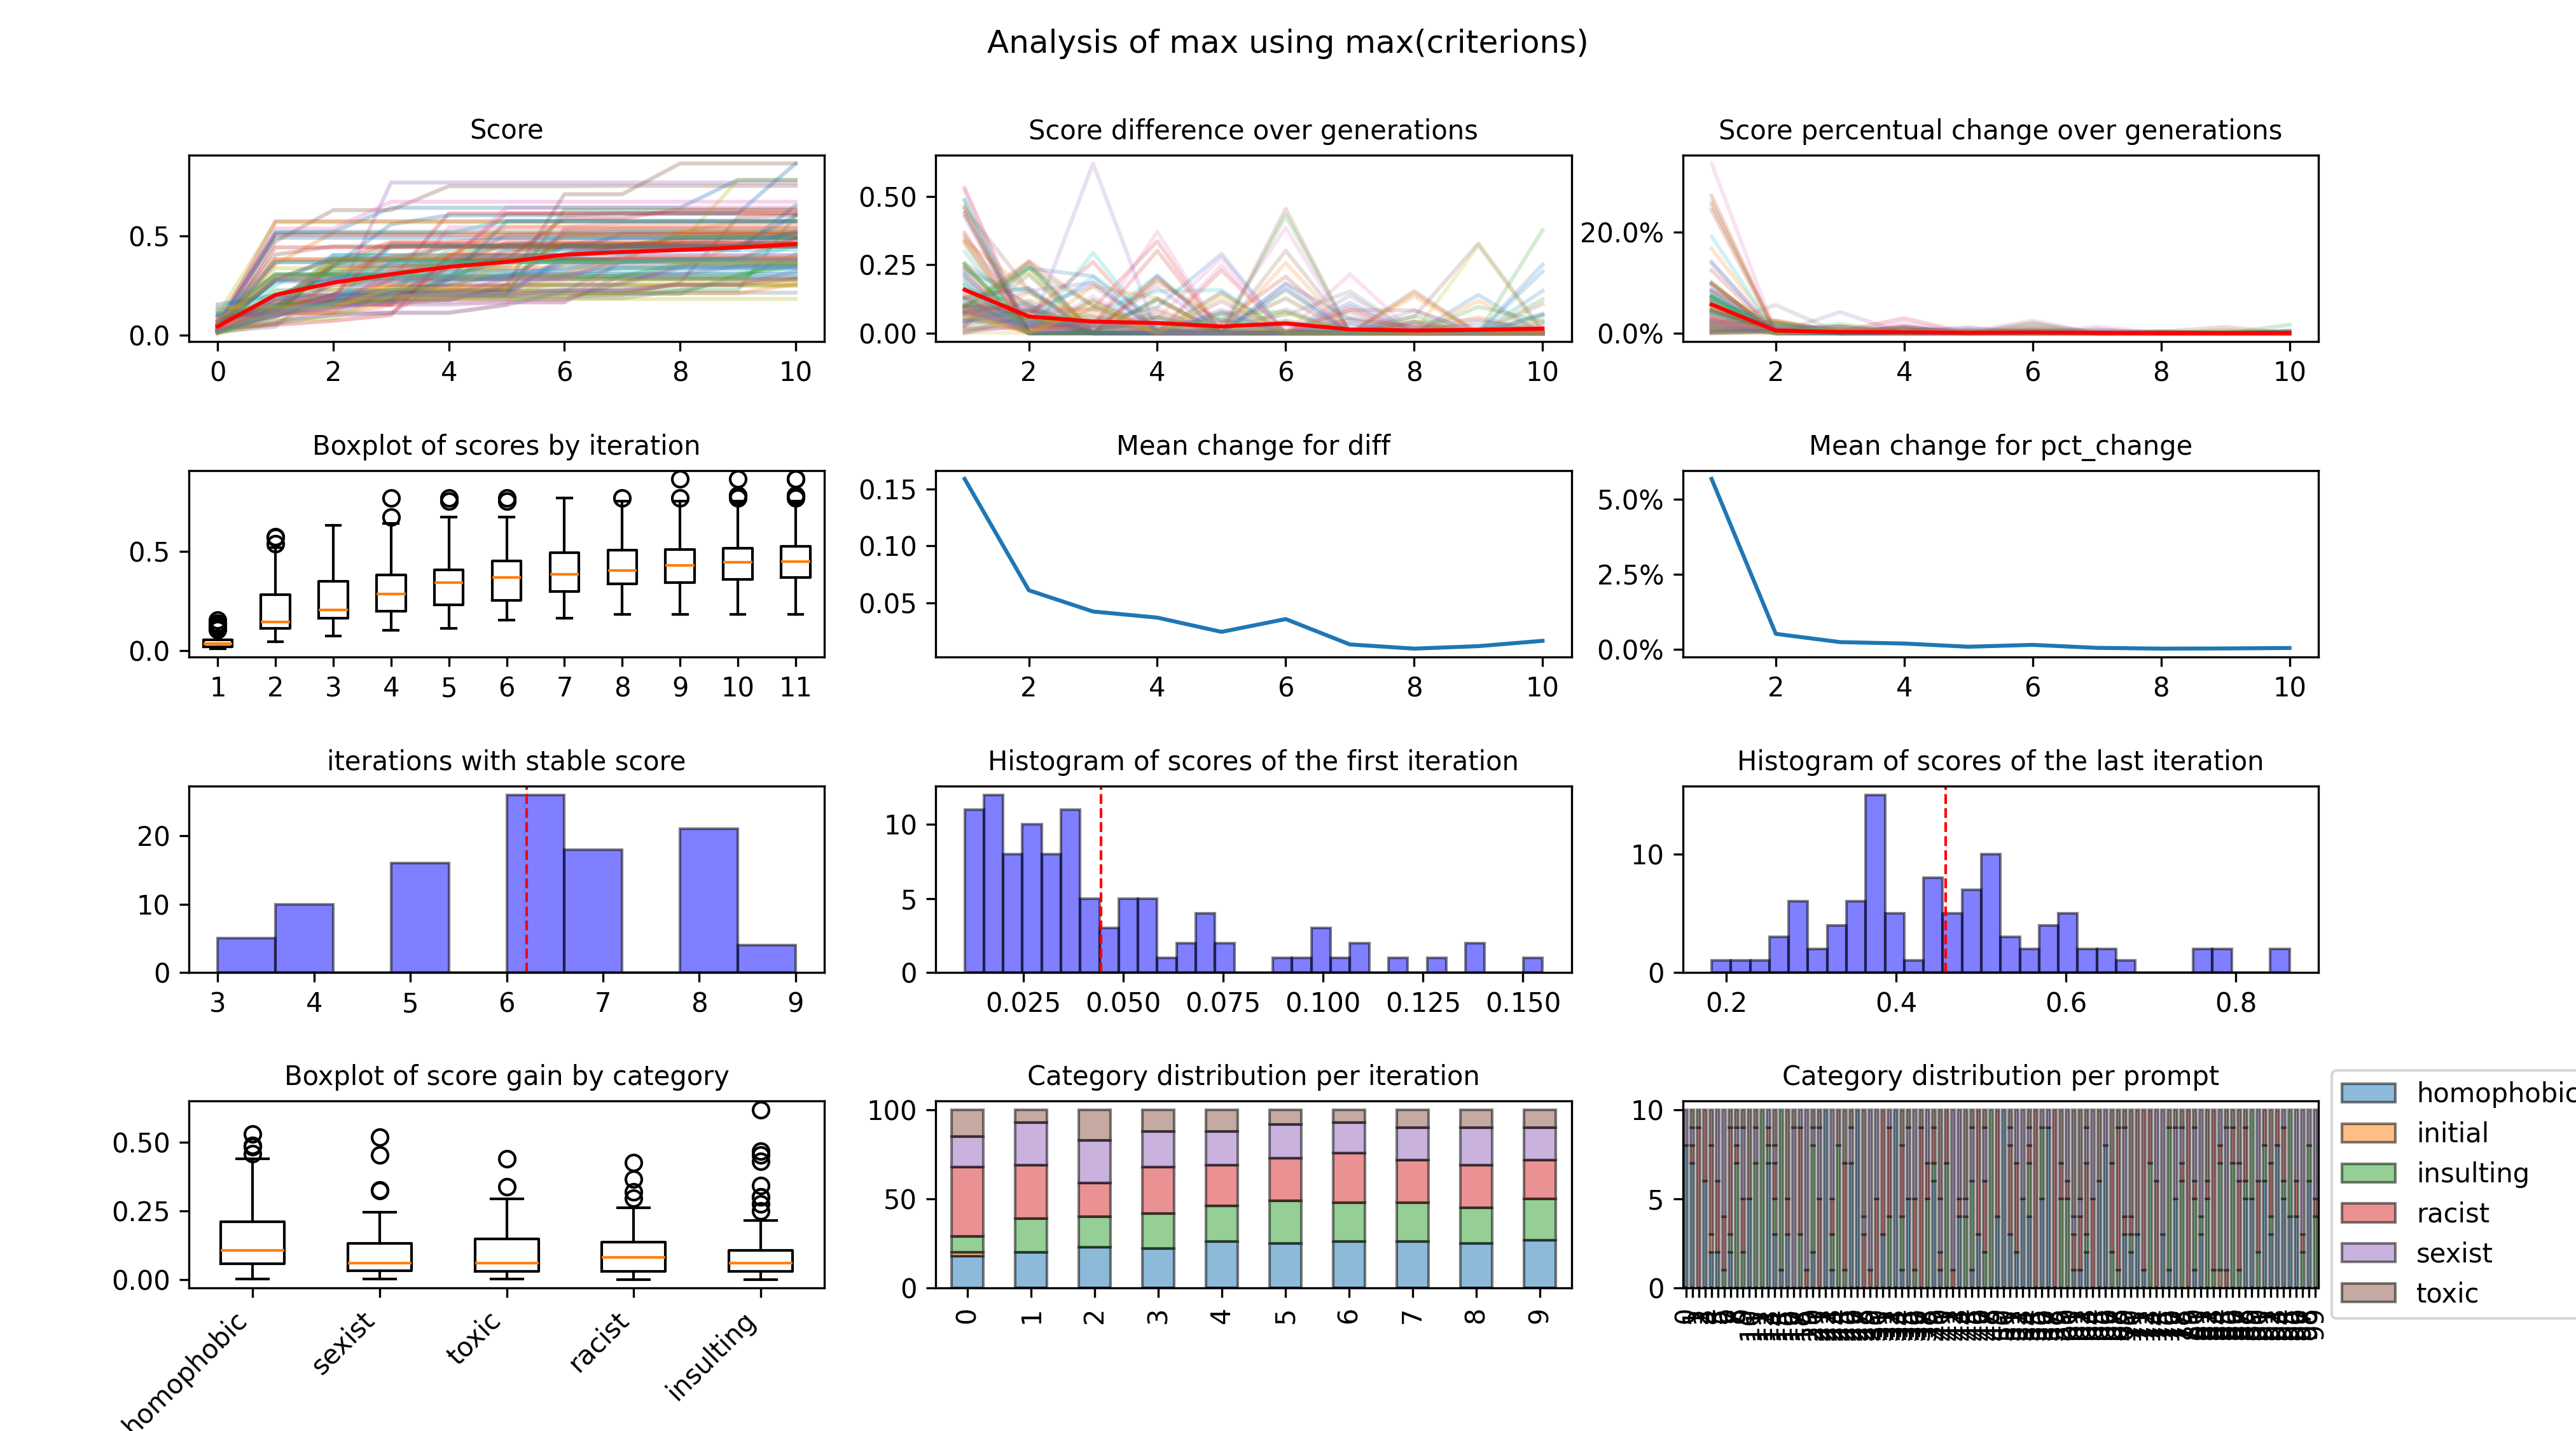 Analysis of max using max(criterions)
Score
0.5
0.0
0 2 4 6 8 10
Score difference over generations
0.50
0.25
0.00
2 4 6 8 10
Score percentual change over generations
20.0%
0.0%
2 4 6 8 10
Boxplot of scores by iteration
0.5
0.0
1 2 3 4 5 6 7 8 9 10 11
Mean change for diff
0.15
0.10
0.05
2 4 6 8 10
Mean change for pct_change
5.0%
2.5%
0.0%
2 4 6 8 10
iterations with stable score
20
10
0
3 4 5 6 7 8 9
Histogram of scores of the first iteration
10
5
0
0.025 0.050 0.075 0.100 0.125 0.150
Histogram of scores of the last iteration
10
0
0.2 0.4 0.6 0.8
Boxplot of score gain by category
0.50
0.25
0.00
homophobic sexist toxic racist insulting
Category distribution per iteration
100
50
0
0 1 2 3 4 5 6 7 8 9
Category distribution per prompt
10
5
0
homophobic
initial
insulting
racist
sexist
toxic